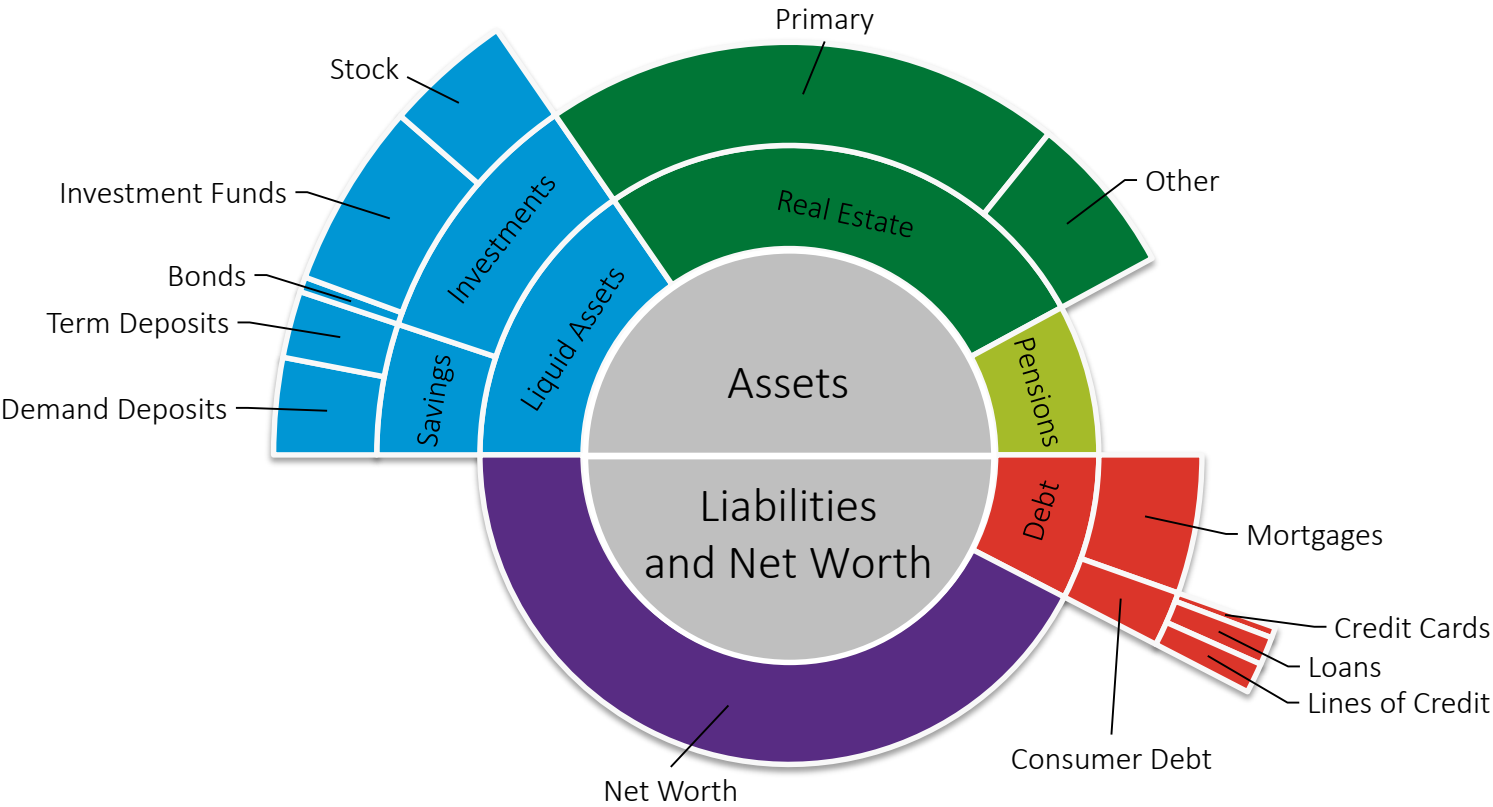 Primary
Stock
Other
Investment Funds
Real Estate
Investments
Bonds
Liquid Assets
Term Deposits
Pensions
Assets
Savings
Demand Deposits
Liabilities
and Net Worth
Debt
Mortgages
Credit Cards
Loans
Lines of Credit
Consumer Debt
Net Worth